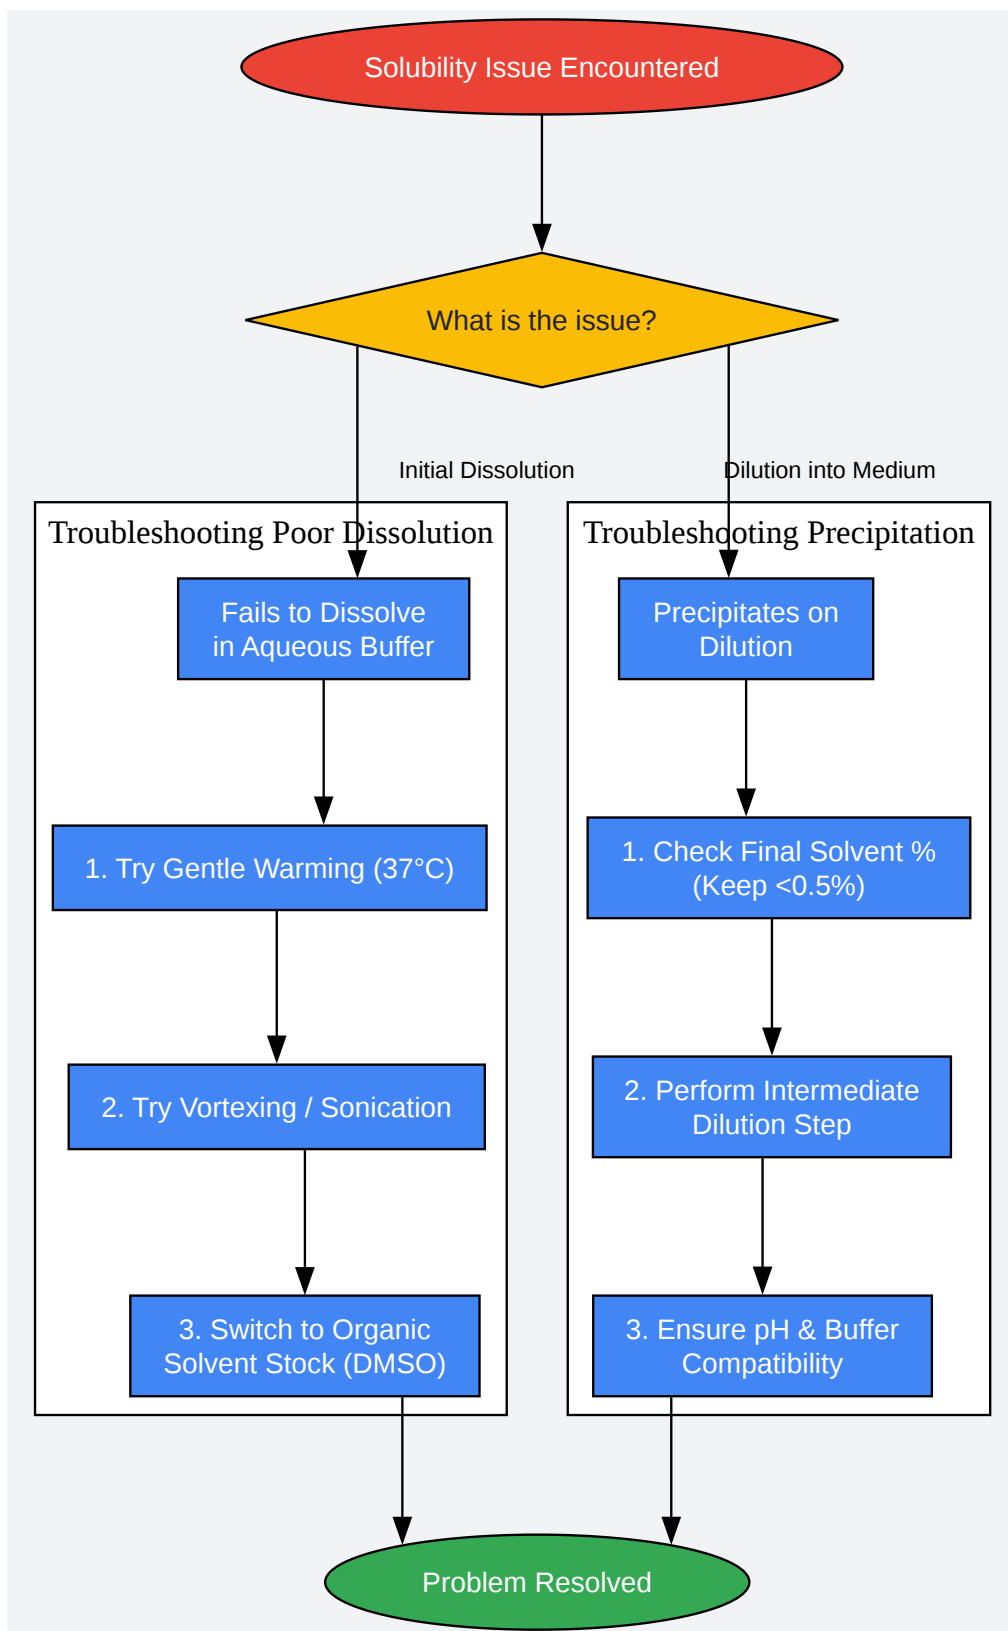 Solubility Issue Encountered
What is the issue?
Initial Dissolution
Dilution into Medium
Troubleshooting Poor Dissolution
Fails to Dissolve
in Aqueous Buffer
1. Try Gentle Warming (37°C)
2. Try Vortexing / Sonication
3. Switch to Organic
Solvent Stock (DMSO)
Troubleshooting Precipitation
Precipitates on
Dilution
1. Check Final Solvent %
(Keep <0.5%)
2. Perform Intermediate
Dilution Step
3. Ensure pH & Buffer
Compatibility
Problem Resolved